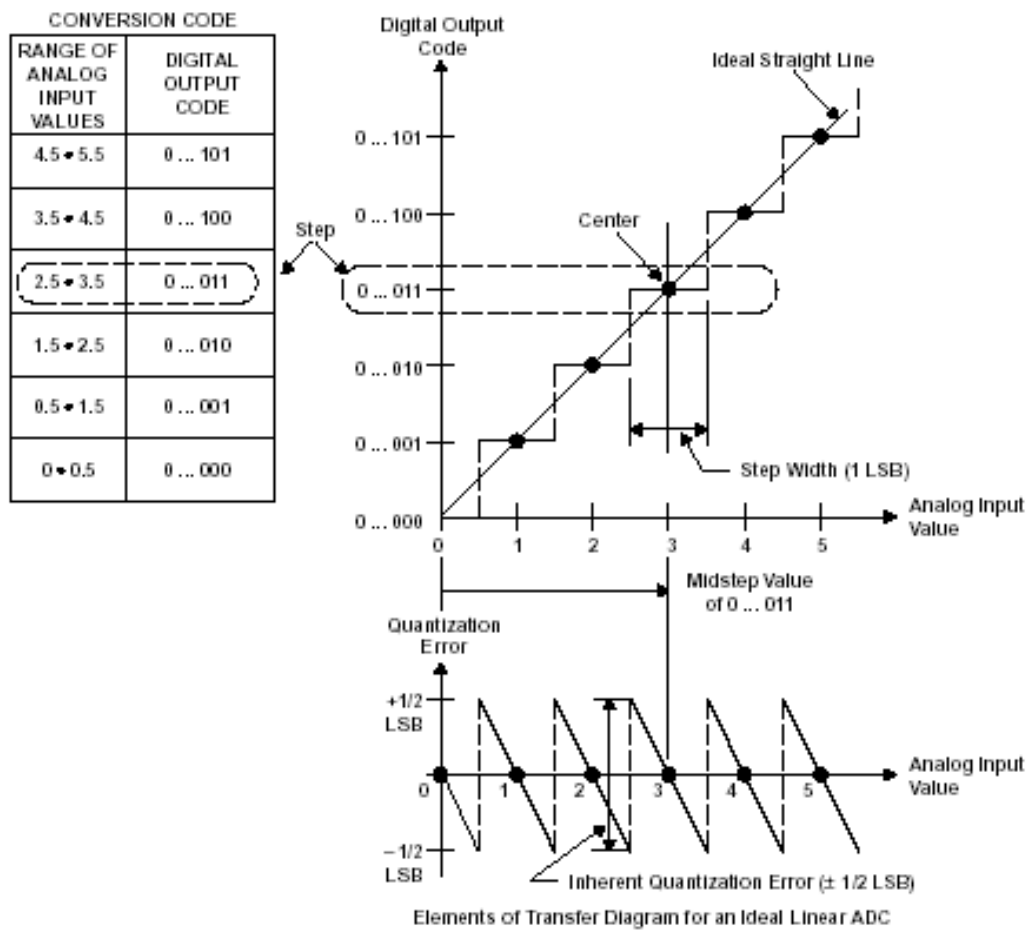 CONVERSION CODE
RANGE OF
ANALOG
INPUT
VALUES
DIGITAL
OUTPUT
CODE
4.5 • 5.5
0 ... 101
3.5 • 4.5
0 ... 100
2.5 • 3.5
0 ... 011
1.5 • 2.5
0 ... 010
0.5 • 1.5
0 ... 001
0 • 0.5
0 ... 000
Step
Digital Output
Code
Ideal Straight Line
0 ... 101
0 ... 100
Center
0 ... 011
0 ... 010
0 ... 001
Step Width (1 LSB)
0 ... 000
Analog Input
Value
0
1
2
3
4
5
Midstep Value
of 0 ... 011
Quantization
Error
+1/2
LSB
Analog Input
Value
0
1
2
3
4
5
–1/2
LSB
Inherent Quantization Error (± 1/2 LSB)
Elements of Transfer Diagram for an Ideal Linear ADC